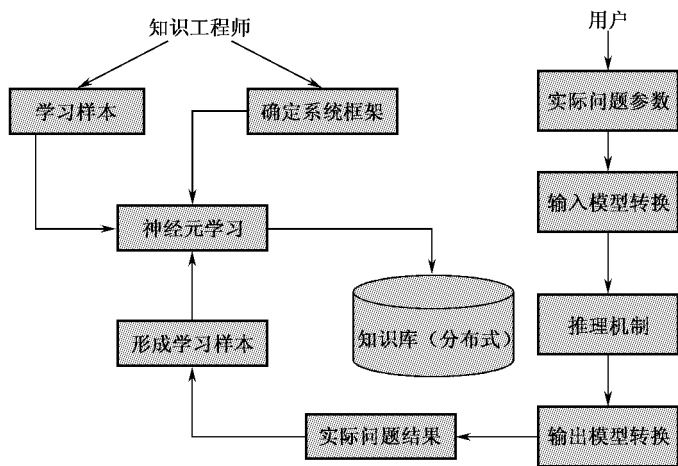 知识工程师
用户
学习样本
确定系统框架
实际问题参数
神经元学习
输入模型转换
形成学习样本
知识库（分布式）
推理机制
实际问题结果
输出模型转换